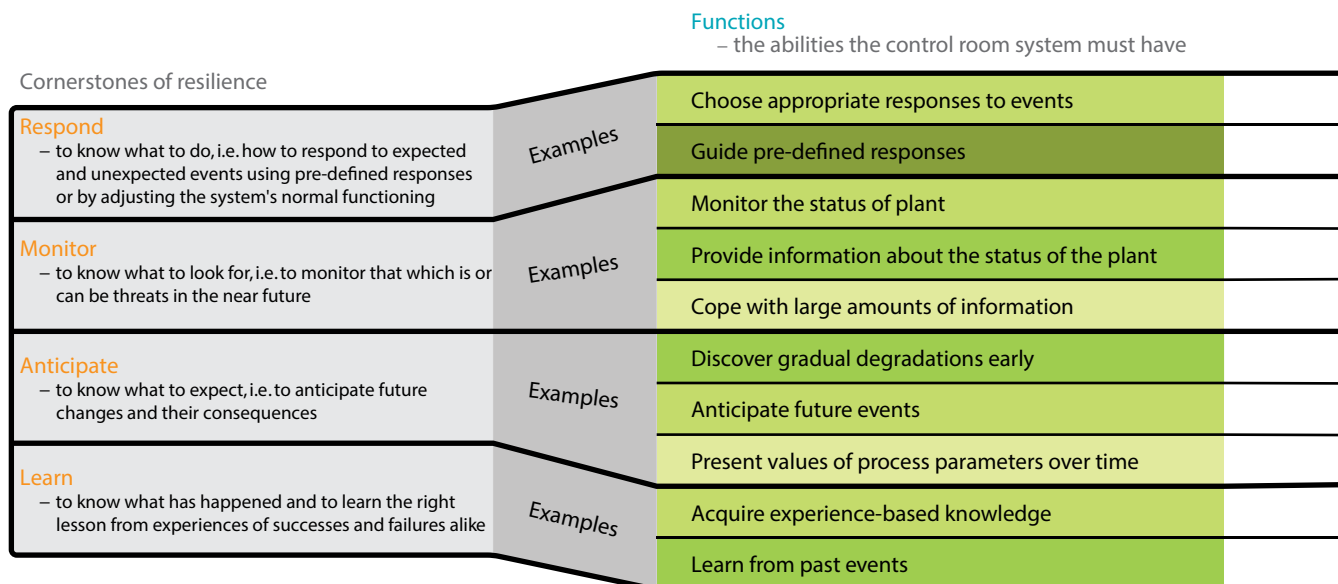 Functions
– the abilities the control room system must have
Cornerstones of resilience
Respond
– to know what to do, i.e. how to respond to expected
and unexpected events using pre-defined responses
or by adjusting the system's normal functioning
Examples
Choose appropriate responses to events
Guide pre-defined responses
Monitor
– to know what to look for, i.e. to monitor that which is or
can be threats in the near future
Examples
Monitor the status of plant
Provide information about the status of the plant
Cope with large amounts of information
Anticipate
– to know what to expect, i.e. to anticipate future
changes and their consequences
Examples
Discover gradual degradations early
Anticipate future events
Present values of process parameters over time
Learn
– to know what has happened and to learn the right
lesson from experiences of successes and failures alike
Examples
Acquire experience-based knowledge
Learn from past events